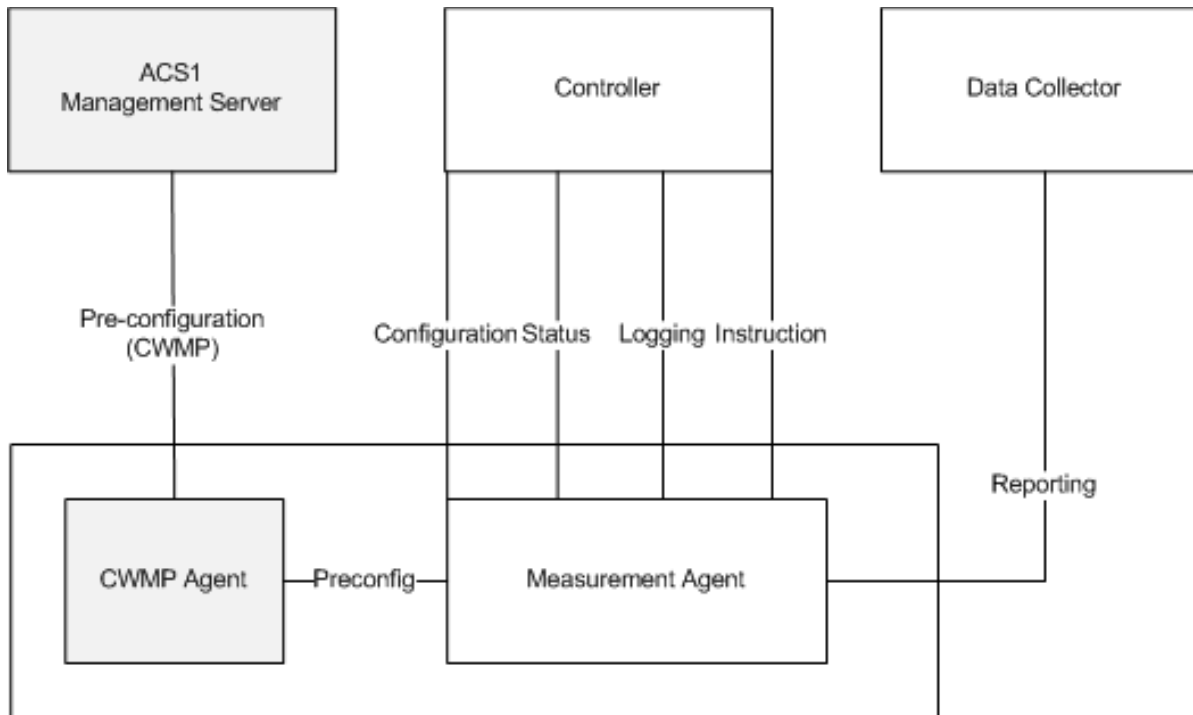 ACS1
Management Server
Controller
Data Collector
Pre-configuration
(CWMP)
Configuration
Status
Logging
Instruction
Reporting
CWMP Agent
Preconfig
Measurement Agent